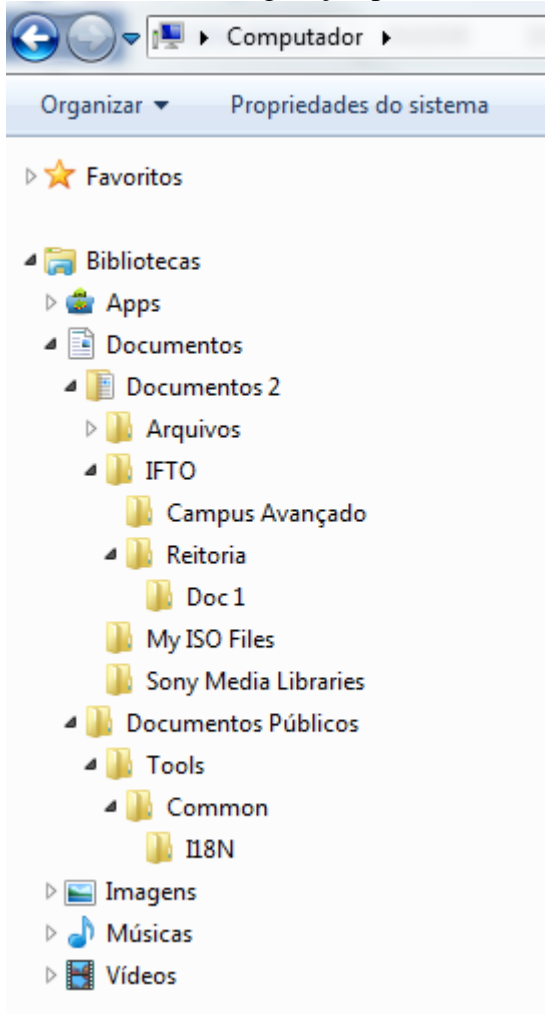 Computador
Organizar Propriedades do sistema
Favoritos
Bibliotecas
Apps
Documentos
Documentos 2
Arquivos
IFTO
Campus Avançado
Reitoria
Doc 1
My ISO Files
Sony Media Libraries
Documentos Públicos
Tools
Common
I18N
Imagens
Músicas
Vídeos